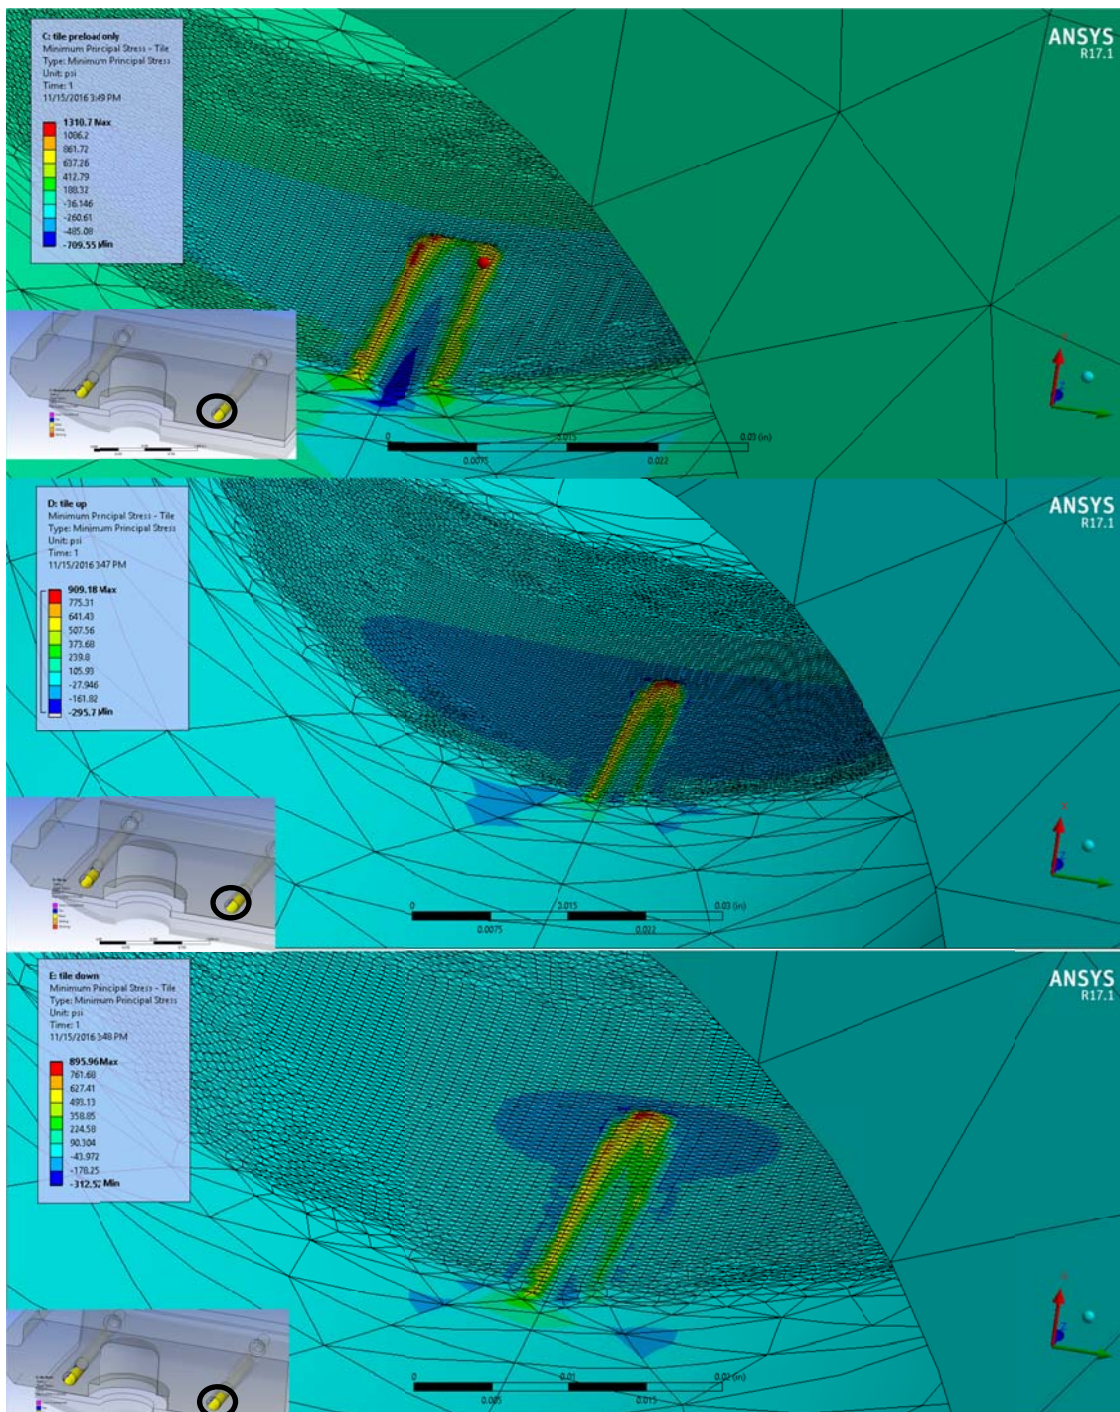 C: tile preload only
Minimum Principal Stress - Tile
Type: Minimum Principal Stress
Unit: psi
Time: 1
11/15/2016 3:49 PM
1310.7 Max
1086.2
861.72
637.26
412.79
188.32
-36.146
-260.61
-485.08
-709.55 Min
ANSYS
R17.1
0
0.015
0.03 (in)
0.0075
0.022
D: tile up
Minimum Principal Stress - Tile
Type: Minimum Principal Stress
Unit: psi
Time: 1
11/15/2016 3:47 PM
909.18 Max
775.31
641.43
507.56
373.68
239.8
105.93
-27.946
-161.82
-295.7 Min
ANSYS
R17.1
0
0.015
0.03 (in)
0.0075
0.022
E: tile down
Minimum Principal Stress - Tile
Type: Minimum Principal Stress
Unit: psi
Time: 1
11/15/2016 3:48 PM
895.96 Max
761.68
627.41
493.13
358.85
224.58
90.304
-43.972
-178.25
-312.5 Min
ANSYS
R17.1
0
0.01
0.02 (in)
0.005
0.015